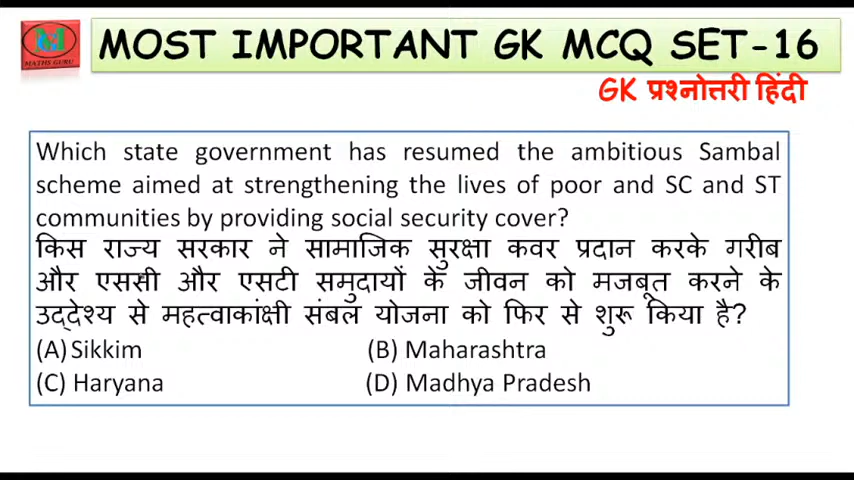 MATHS GURU
MOST IMPORTANT GK MCQ SET-16
GK प्रश्नोत्तरी हिंदी
Which state government has resumed the ambitious Sambal
scheme aimed at strengthening the lives of poor and SC and ST
communities by providing social security cover?
किस राज्य सरकार ने सामाजिक सुरक्षा कवर प्रदान करके गरीब
और एससी और एसटी समुदायों के जीवन को मजबूत करने के
उद्देश्य से महत्वाकांक्षी संबल योजना को फिर से शुरू किया है?
(A) Sikkim (B) Maharashtra
(C) Haryana (D) Madhya Pradesh